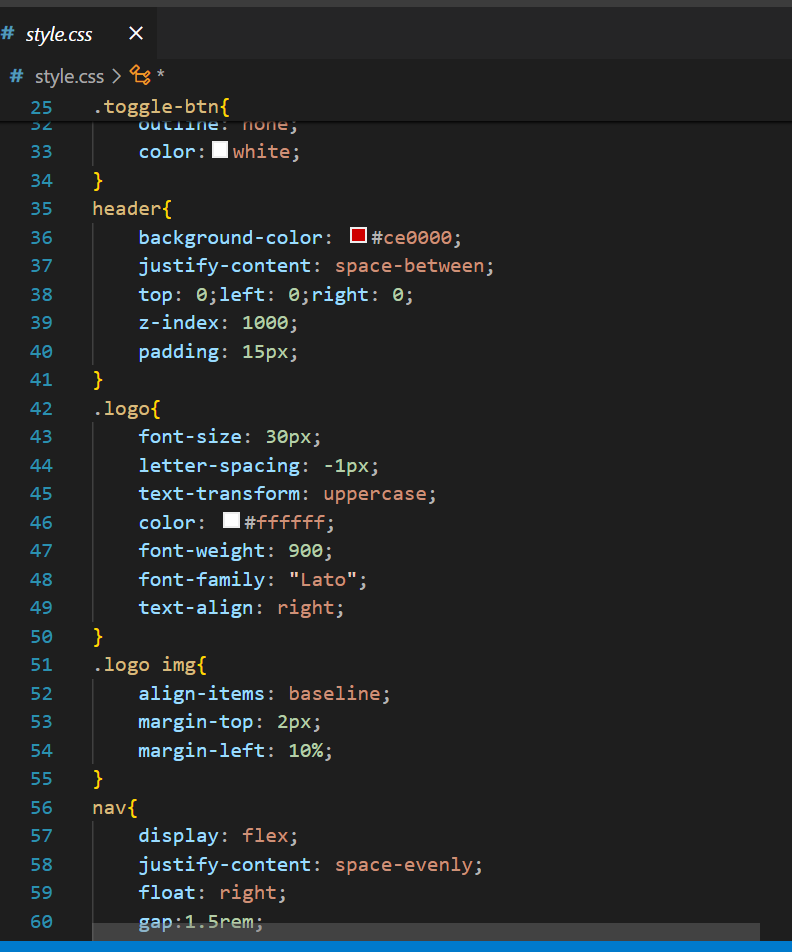 # style.css ×
# style.css > *
25 .toggle-btn{
32 outline: none;
33 color: white;
34 }
35 header{
36 background-color: #ce0000;
37 justify-content: space-between;
38 top: 0;left: 0;right: 0;
39 z-index: 1000;
40 padding: 15px;
41 }
42 .logo{
43 font-size: 30px;
44 letter-spacing: -1px;
45 text-transform: uppercase;
46 color: #ffffff;
47 font-weight: 900;
48 font-family: "Lato";
49 text-align: right;
50 }
51 .logo img{
52 align-items: baseline;
53 margin-top: 2px;
54 margin-left: 10%;
55 }
56 nav{
57 display: flex;
58 justify-content: space-evenly;
59 float: right;
60 gap:1.5rem;